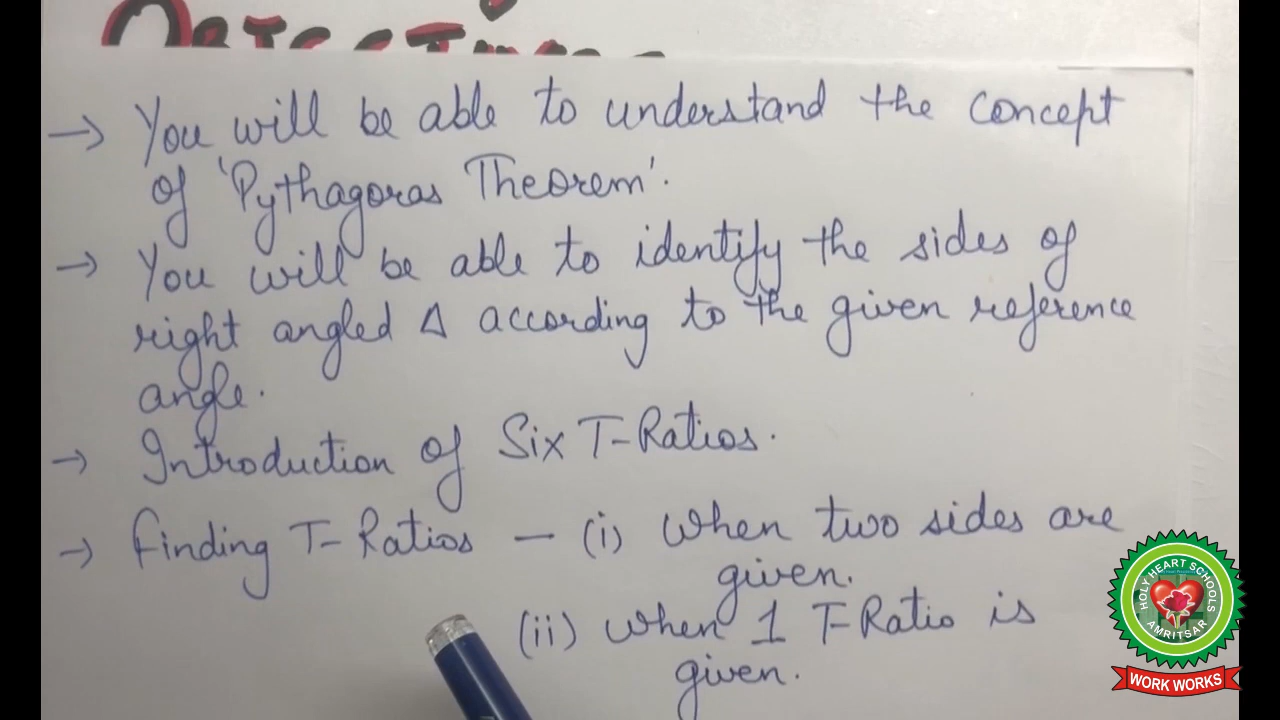 OBJECTIVES
→ You will be able to understand the concept
of 'Pythagoras Theorem'.
→ You will be able to identify the sides of
right angled Δ according to the given reference
angle.
→ Introduction of Six T-Ratios.
→ Finding T-Ratios — (i) When two sides are
given.
(ii) When 1 T-Ratio is
given.
HOLY HEART SCHOOLS
AMRITSAR
WORK WORKS